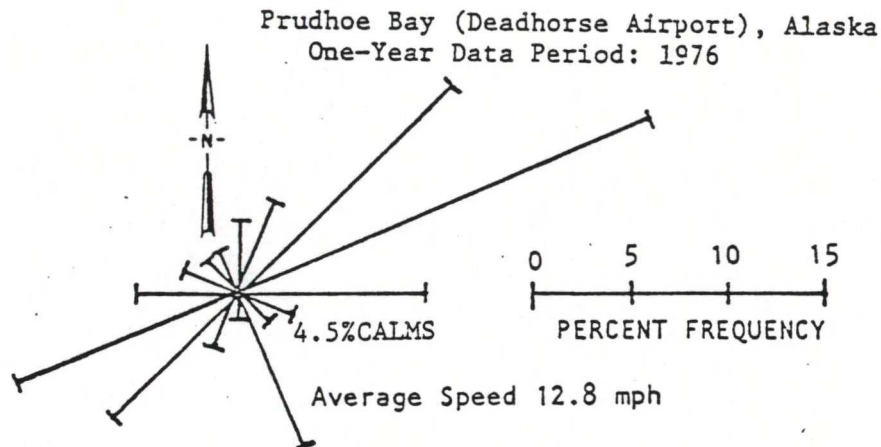 Prudhoe Bay (Deadhorse Airport), Alaska
One-Year Data Period: 1976
-N-
0 5 10 15
4.5%CALMS
PERCENT FREQUENCY
Average Speed 12.8 mph